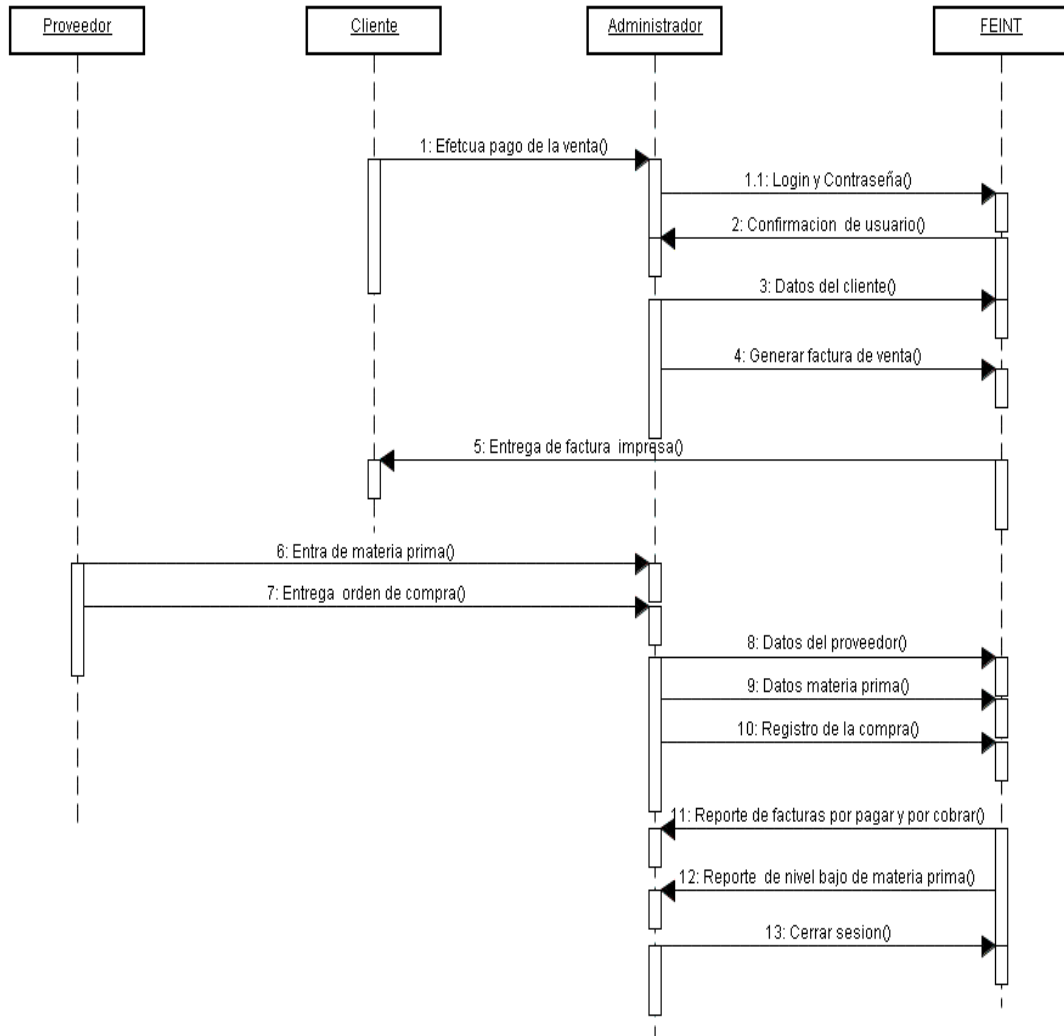 Proveedor
Cliente
Administrador
FEINT
1: Efetcua pago de la venta()
1.1: Login y Contraseña()
2: Confirmacion de usuario()
3: Datos del cliente()
4: Generar factura de venta()
5: Entrega de factura impresa()
6: Entra de materia prima()
7: Entrega orden de compra()
8: Datos del proveedor()
9: Datos materia prima()
10: Registro de la compra()
11: Reporte de facturas por pagar y por cobrar()
12: Reporte de nivel bajo de materia prima()
13: Cerrar sesion()